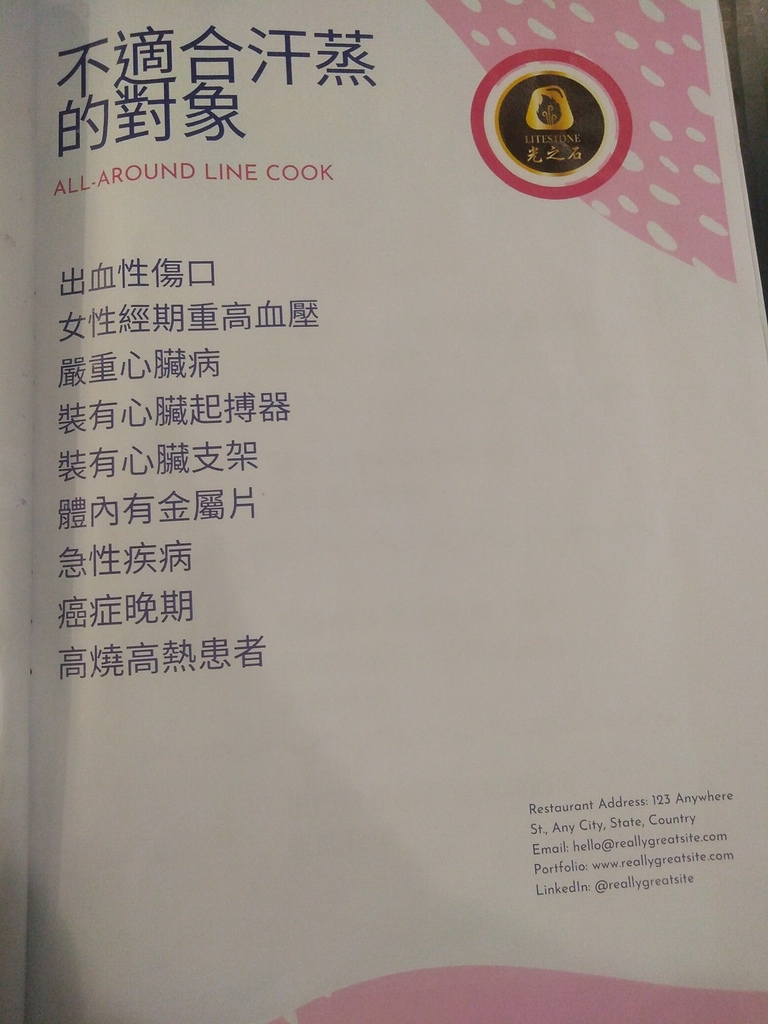 不適合汗蒸
的對象
ALL-AROUND LINE COOK
LITESTONE
光之石
出血性傷口
女性經期重高血壓
嚴重心臟病
裝有心臟起搏器
裝有心臟支架
體內有金屬片
急性疾病
癌症晚期
高燒高熱患者
Restaurant Address: 123 Anywhere
St., Any City, State, Country
Email: hello@reallygreatsite.com
Portfolio: www.reallygreatsite.com
LinkedIn: @reallygreatsite